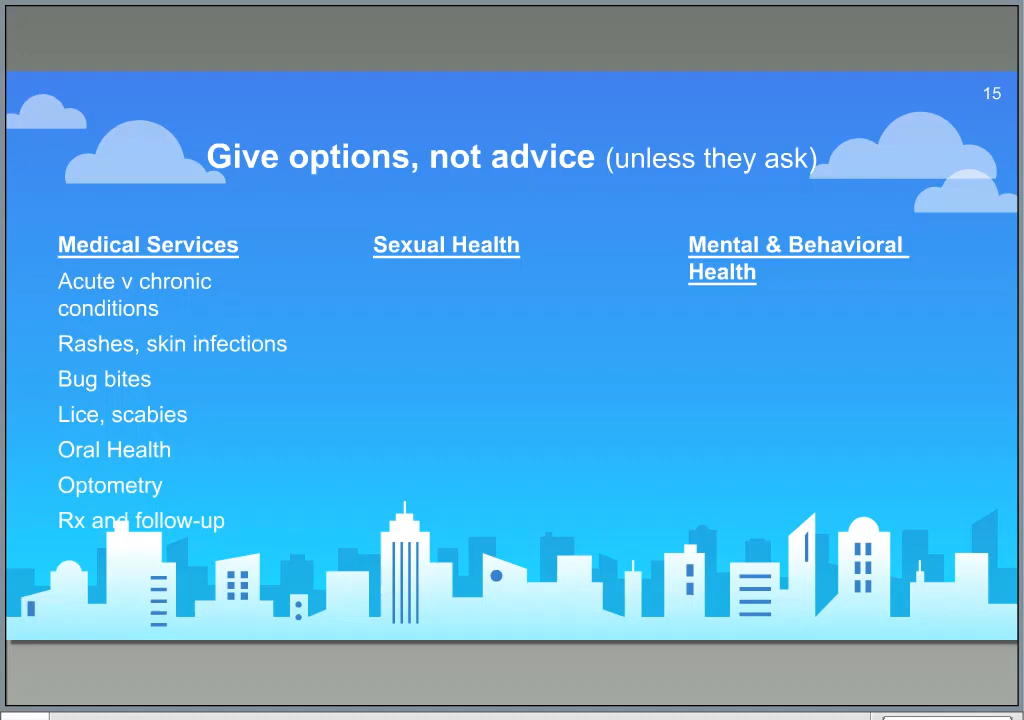 15
Give options, not advice (unless they ask)
Medical Services
Acute v chronic
conditions
Rashes, skin infections
Bug bites
Lice, scabies
Oral Health
Optometry
Rx and follow-up
Sexual Health
Mental & Behavioral
Health